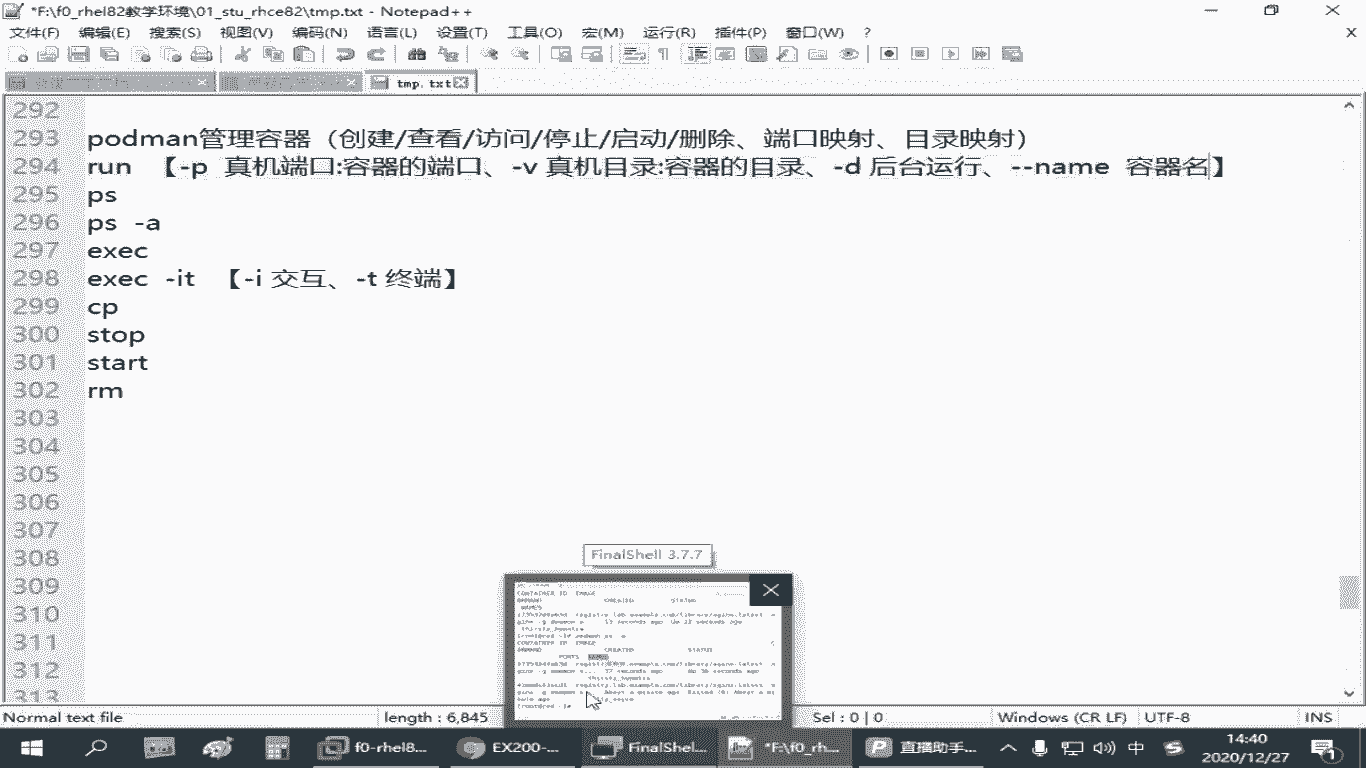 *F:\f0_rhel82教学环境\01_stu_rhce82\tmp.txt - Notepad++
文件(F) 编辑(E) 搜索(S) 视图(V) 编码(N) 语言(L) 设置(T) 工具(O) 宏(M) 运行(R) 插件(P) 窗口(W) ? X
tmp.txt
292
293 podman管理容器（创建/查看/访问/停止/启动/删除、端口映射、目录映射）
294 run 【-p 真机端口:容器的端口、-v 真机目录:容器的目录、-d 后台运行、--name 容器名】
295 ps
296 ps -a
297 exec
298 exec -it 【-i 交互、-t 终端】
299 cp
300 stop
301 start
302 rm
303
304
305
306
307
308
309
310
311
312
FinalShell 3.7.7
Normal text file length : 6,845 Sel : 0 | 0 Windows (CR LF) UTF-8 INS
f0-rhel8... EX200-... FinalShel... *F:\f0_rh... 直播助手... 中 14:40
2020/12/27